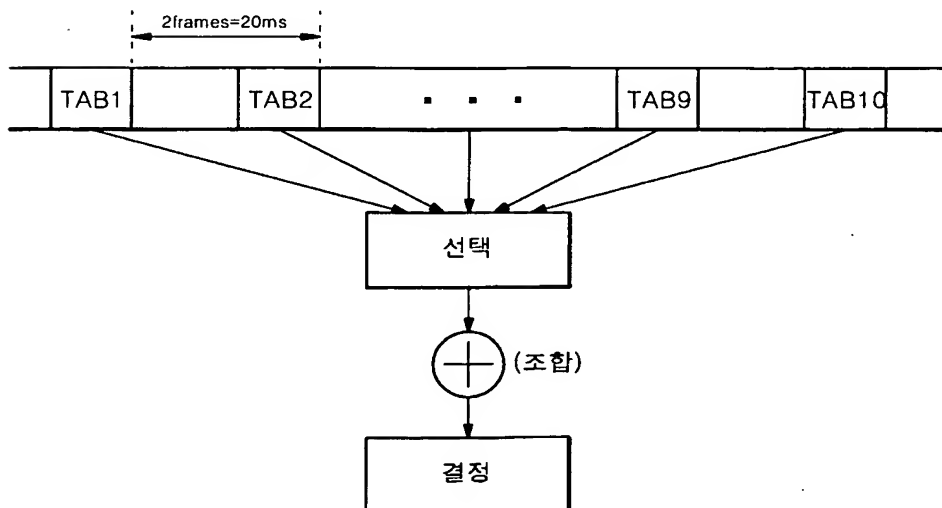 2frames=20ms
TAB1 TAB2 . . . TAB9 TAB10
선택
(조합)
결정